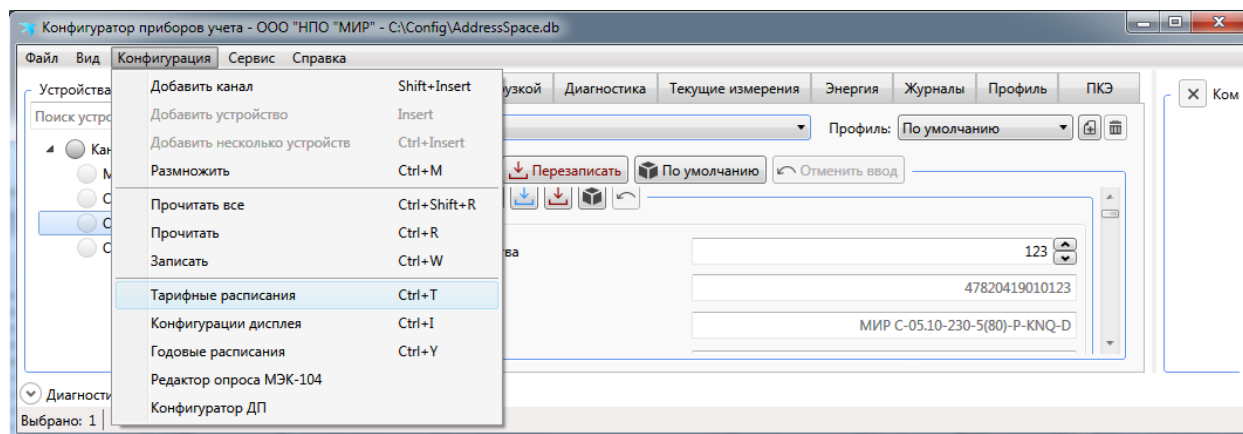 Конфигуратор приборов учета - ООО "НПО "МИР" - C:\Config\AddressSpace.db
Файл Вид Конфигурация Сервис Справка
Устройства
Поиск
Добавить канал Shift+Insert
Добавить устройство Insert
Добавить несколько устройств Ctrl+Insert
Размножить Ctrl+M
Прочитать все Ctrl+Shift+R
Прочитать Ctrl+R
Записать Ctrl+W
Тарифные расписания Ctrl+T
Конфигурации дисплея Ctrl+I
Годовые расписания Ctrl+Y
Редактор опроса МЭК-104
Конфигуратор ДП
узкой Диагностика Текущие измерения Энергия Журналы Профиль ПКЭ
Профиль: По умолчанию
Перезаписать По умолчанию Отменить ввод
ва 123
47820419010123
МИР С-05.10-230-5(80)-P-KNQ-D
Ком
Диагности
Выбрано: 1